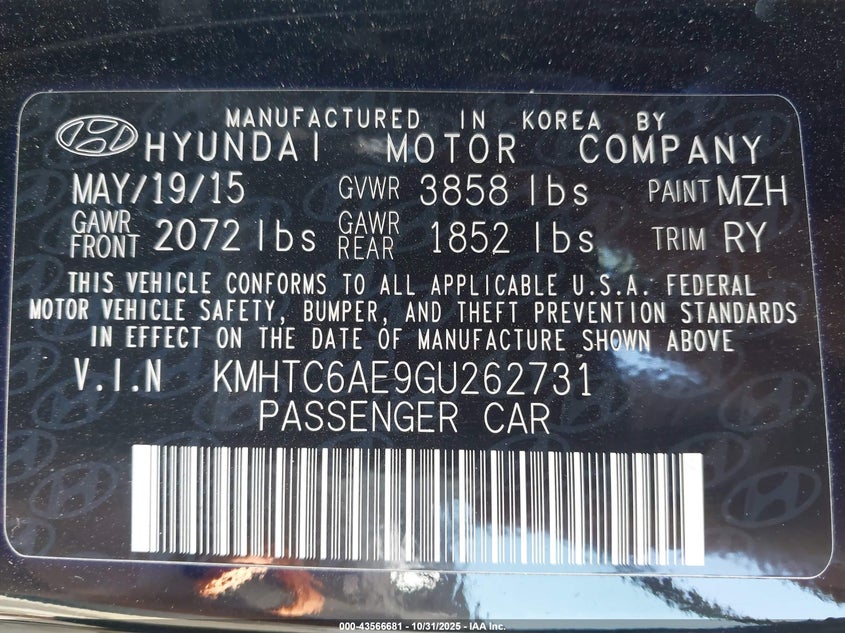 MANUFACTURED IN KOREA BY
HYUNDAI MOTOR COMPANY
MAY/19/15 GVWR 3858 lbs PAINT MZH
GAWR FRONT 2072 lbs GAWR REAR 1852 lbs TRIM RY
THIS VEHICLE CONFORMS TO ALL APPLICABLE U.S.A. FEDERAL
MOTOR VEHICLE SAFETY, BUMPER, AND THEFT PREVENTION STANDARDS
IN EFFECT ON THE DATE OF MANUFACTURE SHOWN ABOVE
V.I.N KMHTC6AE9GU262731
PASSENGER CAR
000-43566681 - 10/31/2025 - IAA Inc.